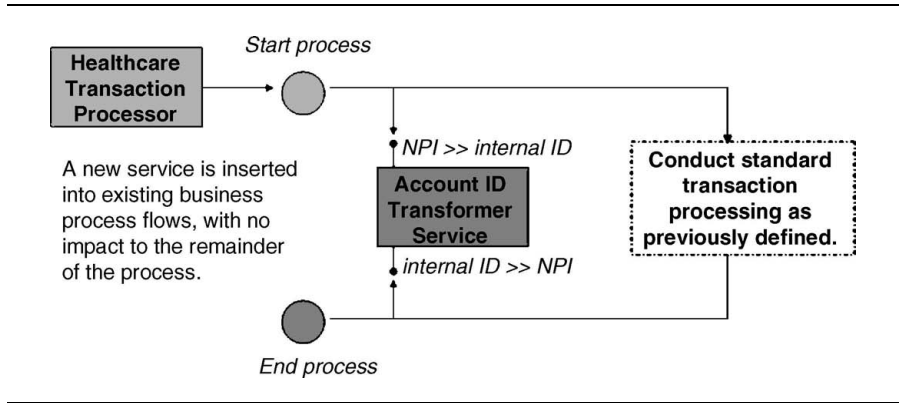 Start process
Healthcare
Transaction
Processor
NPI >> internal ID
A new service is inserted
into existing business
process flows, with no
impact to the remainder
of the process.
Account ID
Transformer
Service
Conduct standard
transaction
processing as
previously defined.
internal ID >> NPI
End process